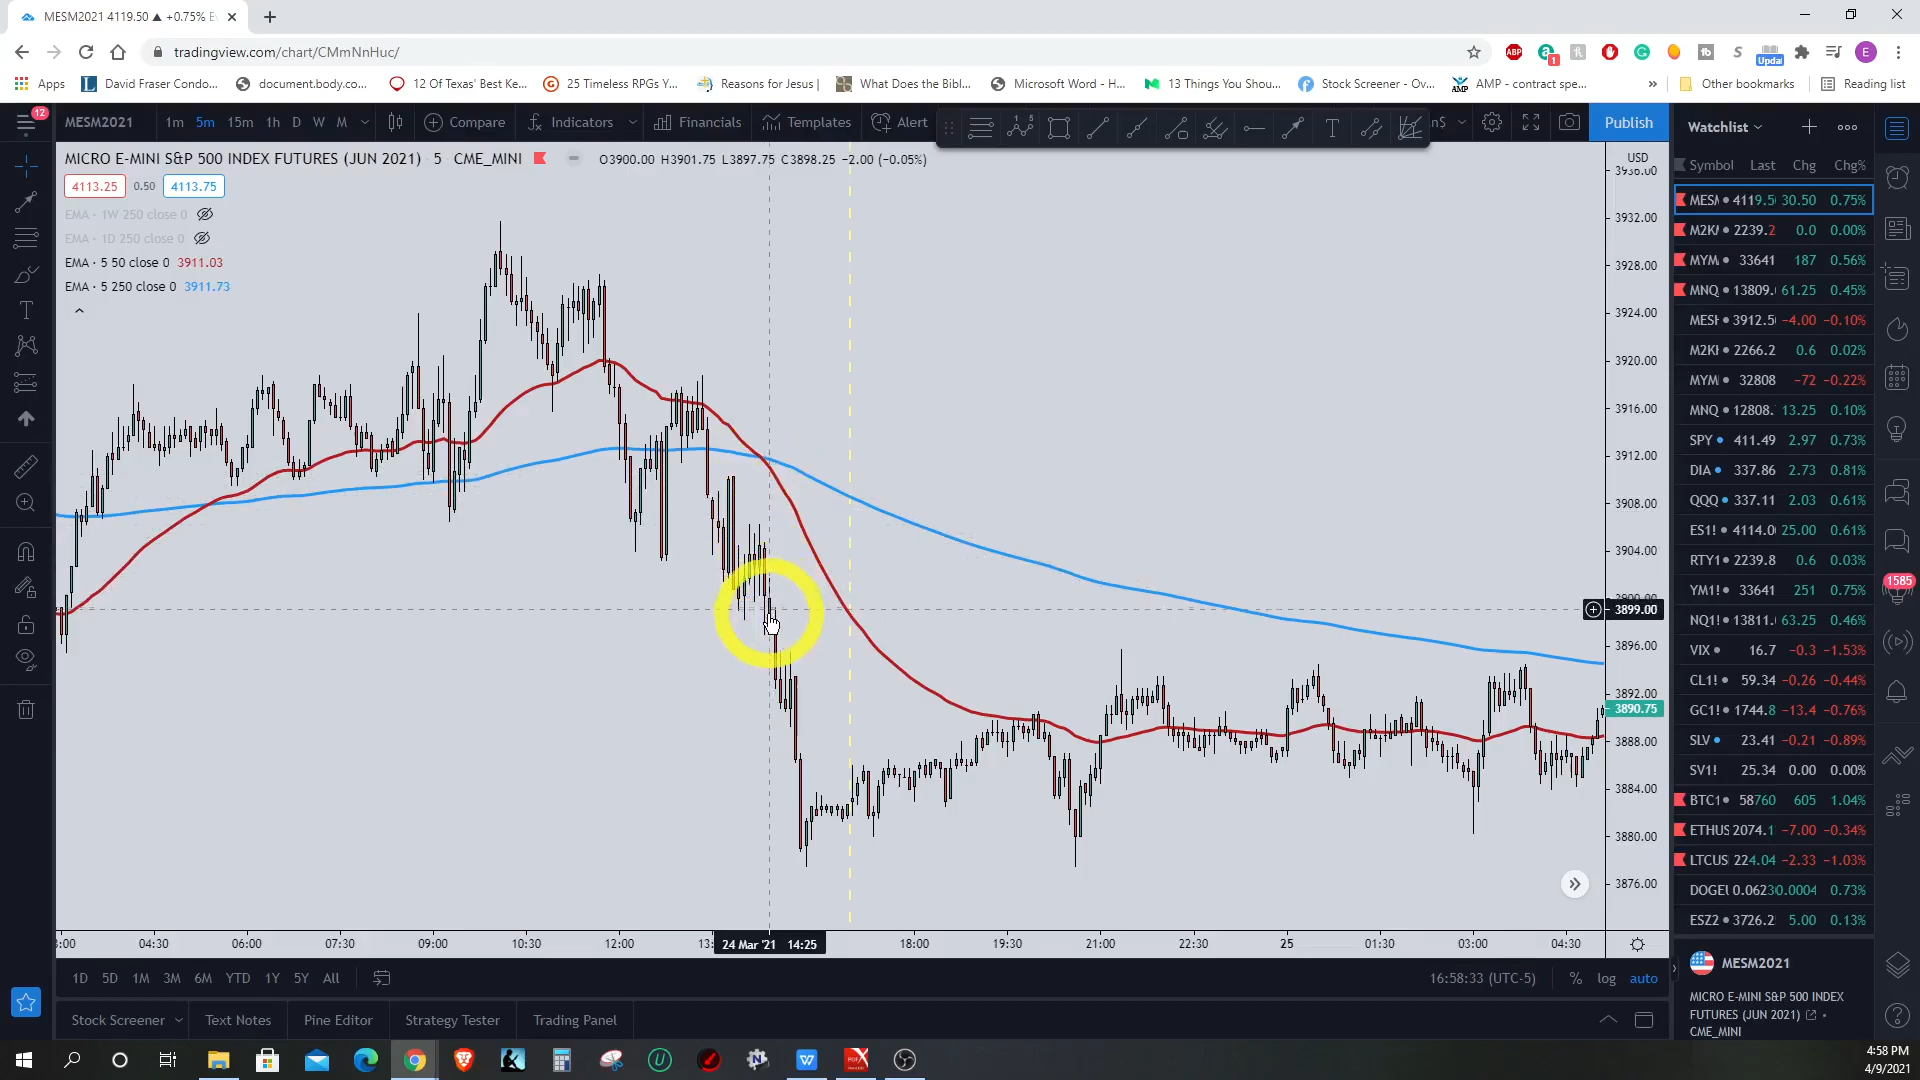 MESM2021 4119.50 ▲ +0.75%
tradingview.com/chart/CMmNnHuc/
Apps David Fraser Condo... document.body.co... 12 Of Texas' Best Ke... 25 Timeless RPGs Y... Reasons for Jesus | What Does the Bibl... Microsoft Word - H... 13 Things You Shou... Stock Screener - Ov... AMP - contract spe... » Other bookmarks Reading list
12 MESM2021 1m 5m 15m 1h D W M Compare Indicators Financials Templates Alert Publish
MICRO E-MINI S&P 500 INDEX FUTURES (JUN 2021) 5 CME_MINI O3900.00 H3901.75 L3897.75 C3898.25 −2.00 (−0.05%)
4113.25 0.50 4113.75
EMA · 1W 250 close 0
EMA · 1D 250 close 0
EMA · 5 50 close 0 3911.03
EMA · 5 250 close 0 3911.73
USD
3936.00
3932.00
3928.00
3924.00
3920.00
3916.00
3912.00
3908.00
3904.00
3899.00
3896.00
3892.00
3890.75
3888.00
3884.00
3880.00
3876.00
04:30 06:00 07:30 09:00 10:30 12:00 24 Mar '21 14:25 18:00 19:30 21:00 22:30 25 01:30 03:00 04:30
1D 5D 1M 3M 6M YTD 1Y 5Y All 16:58:33 (UTC-5) % log auto
Stock Screener Text Notes Pine Editor Strategy Tester Trading Panel
Watchlist
Symbol Last Chg Chg%
MESM 4119.5 30.50 0.75%
M2K 2239.2 0.0 0.00%
MYM 33641 187 0.56%
MNQ 13809. 61.25 0.45%
MESH 3912.5 −4.00 −0.10%
M2K 2266.2 0.6 0.02%
MYM 32808 −72 −0.22%
MNQ 12808. 13.25 0.10%
SPY 411.49 2.97 0.73%
DIA 337.86 2.73 0.81%
QQQ 337.11 2.03 0.61%
ES1! 4114.0 25.00 0.61%
RTY1 2239.8 0.6 0.03%
YM1! 33641 251 0.75%
NQ1! 13811. 63.25 0.46%
VIX 16.7 −0.3 −1.53%
CL1! 59.34 −0.26 −0.44%
GC1! 1744.8 −13.4 −0.76%
SLV 23.41 −0.21 −0.89%
SV1! 25.34 0.00 0.00%
BTC1 58760 605 1.04%
ETHUS 2074.1 −7.00 −0.34%
LTCUS 224.04 −2.33 −1.03%
DOGE 0.0623 0.0004 0.73%
ESZ2 3726.2 5.00 0.13%
MESM2021
MICRO E-MINI S&P 500 INDEX
FUTURES (JUN 2021)
CME_MINI
1585
4:58 PM
4/9/2021